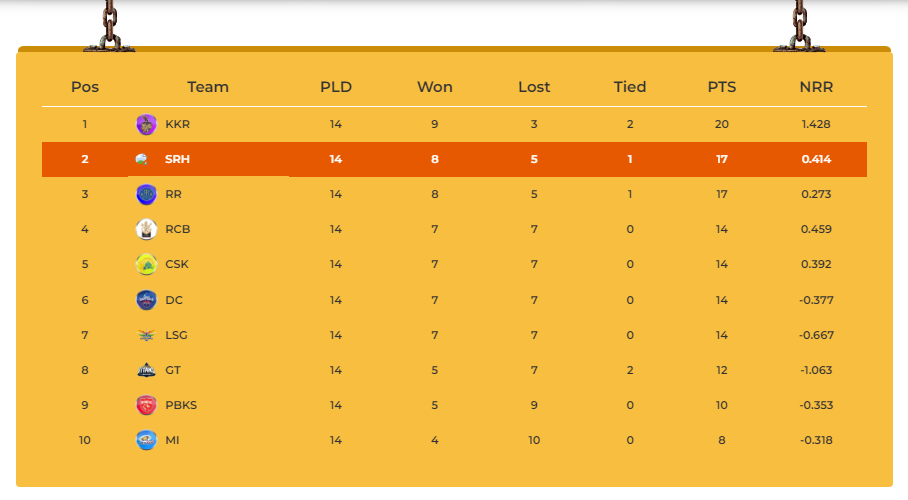 Pos Team PLD Won Lost Tied PTS NRR
1 KKR 14 9 3 2 20 1.428
2 SRH 14 8 5 1 17 0.414
3 RR 14 8 5 1 17 0.273
4 RCB 14 7 7 0 14 0.459
5 CSK 14 7 7 0 14 0.392
6 DC 14 7 7 0 14 -0.377
7 LSG 14 7 7 0 14 -0.667
8 GT 14 5 7 2 12 -1.063
9 PBKS 14 5 9 0 10 -0.353
10 MI 14 4 10 0 8 -0.318